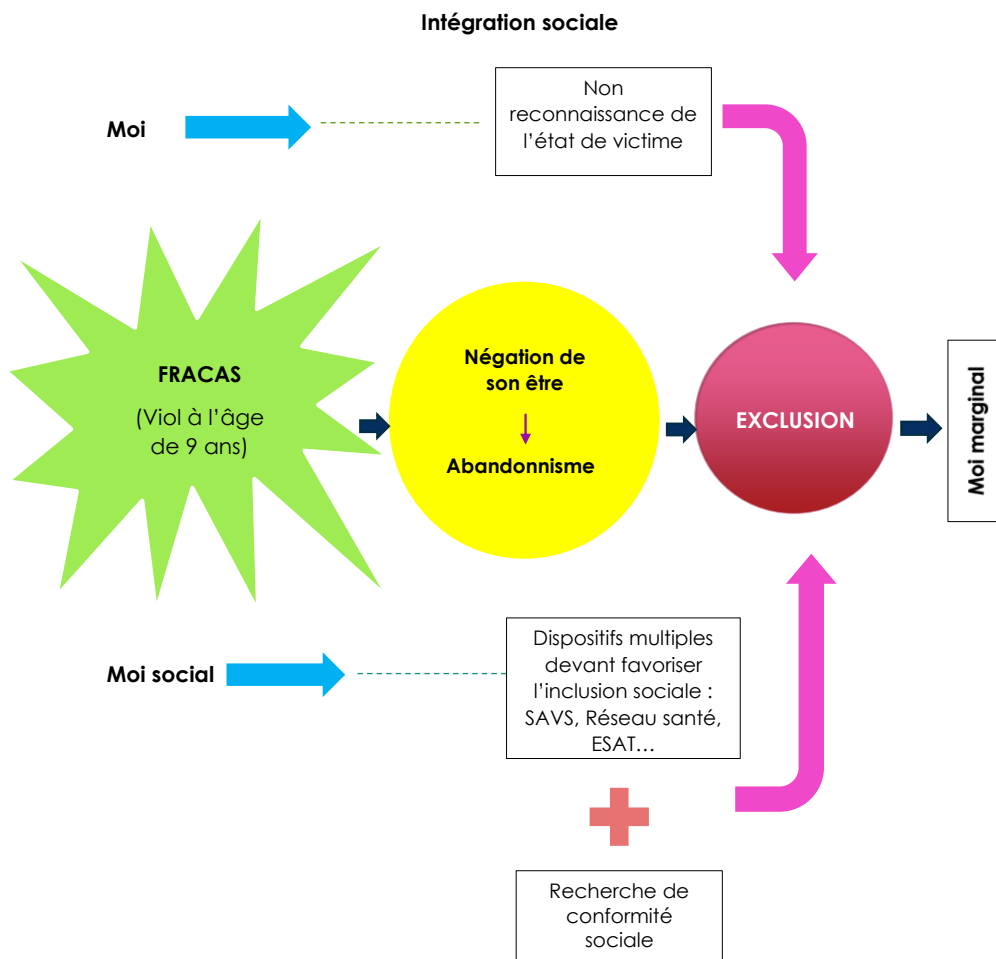 Intégration sociale
Moi
Non
reconnaissance de
l’état de victime
FRACAS
(Viol à l’âge
de 9 ans)
Négation de
son être
Abandonnisme
EXCLUSION
Moi marginal
Moi social
Dispositifs multiples
devant favoriser
l’inclusion sociale :
SAVS, Réseau santé,
ESAT…
Recherche de
conformité
sociale